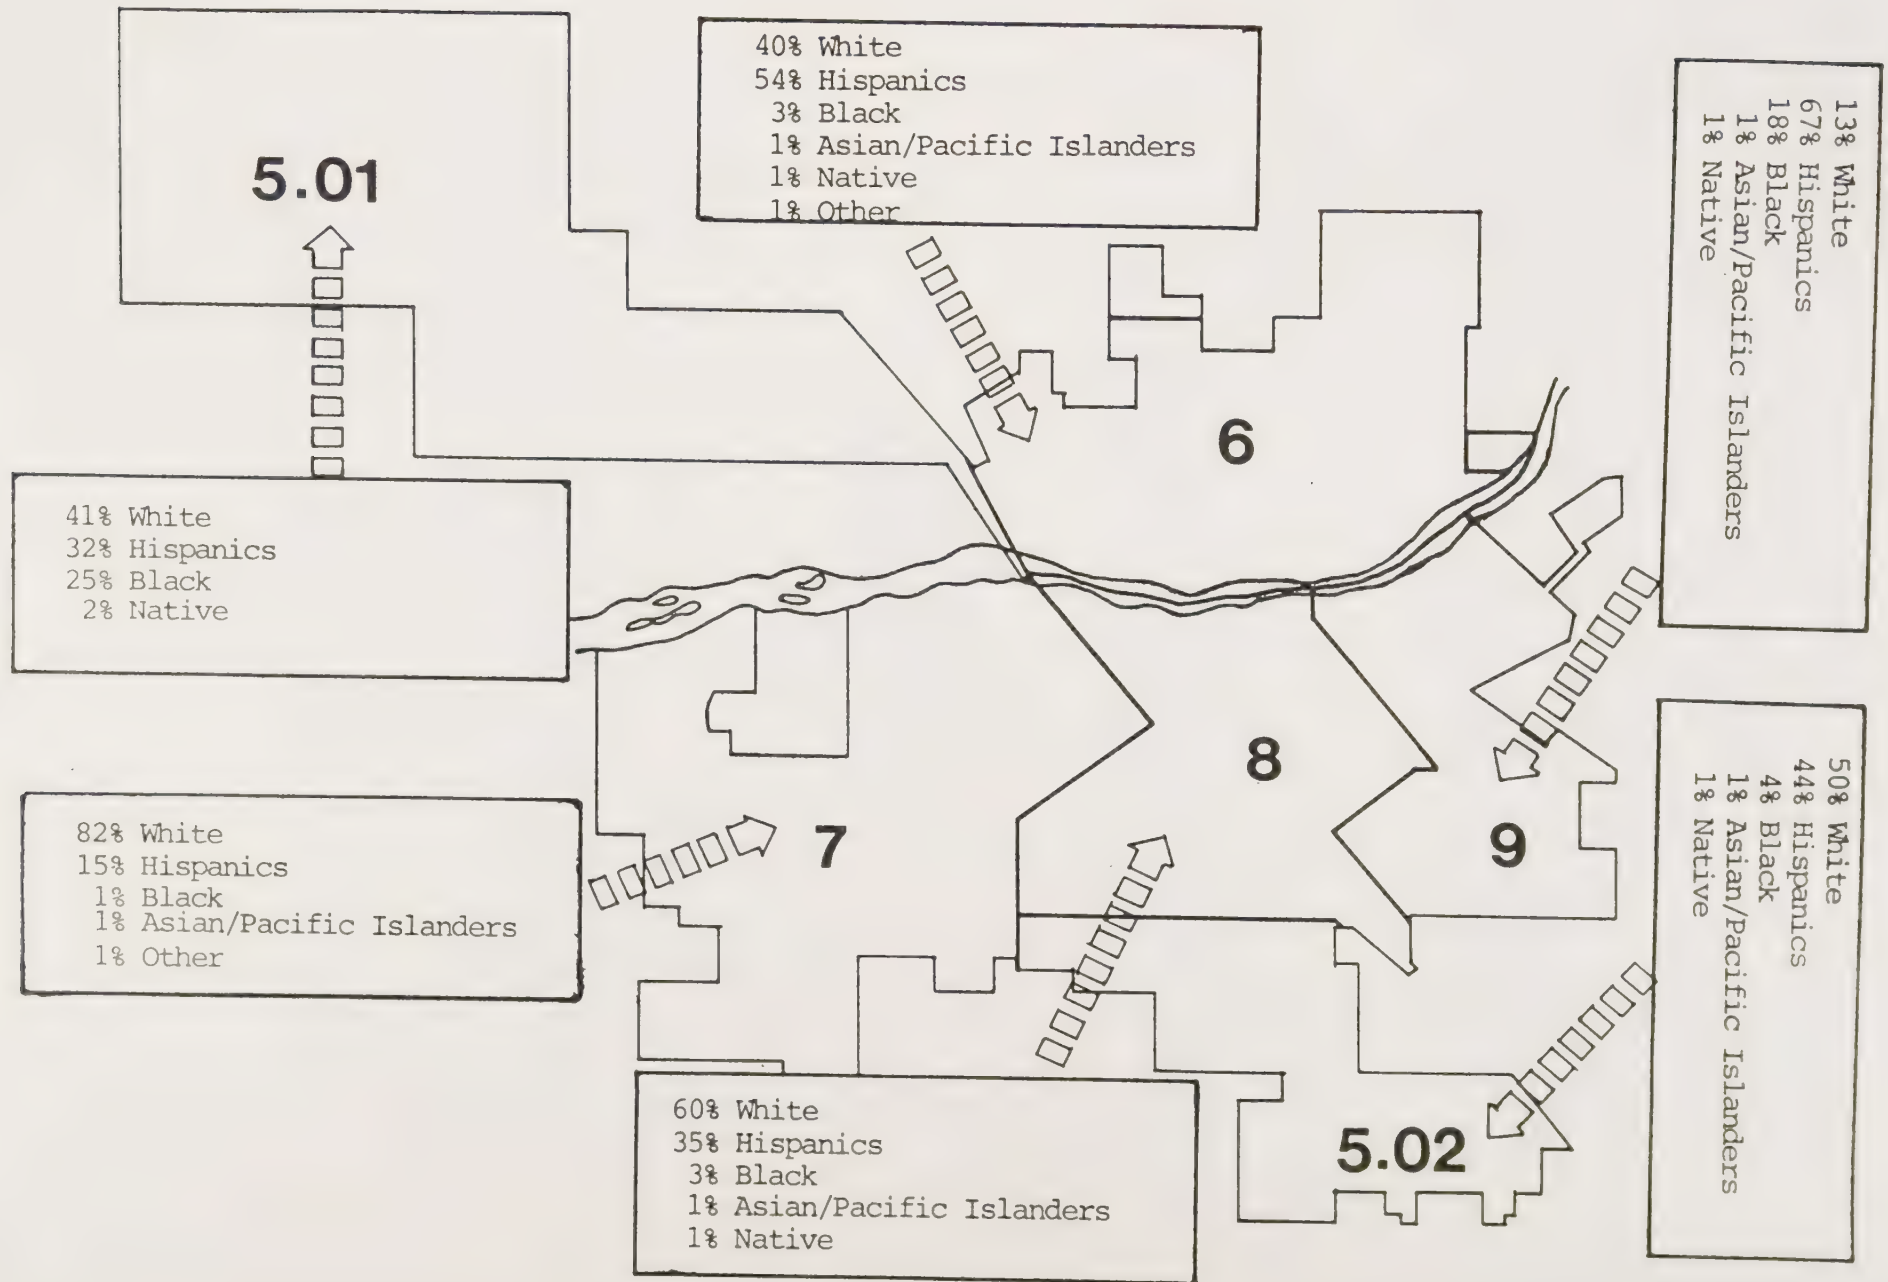 40% White
54% Hispanics
3% Black
1% Asian/Pacific Islanders
1% Native
1% Other
13% White
67% Hispanics
18% Black
1% Asian/Pacific Islanders
1% Native
5.01
6
41% White
32% Hispanics
25% Black
2% Native
8
7
9
82% White
15% Hispanics
1% Black
1% Asian/Pacific Islanders
1% Other
50% White
44% Hispanics
4% Black
1% Asian/Pacific Islanders
1% Native
60% White
35% Hispanics
3% Black
1% Asian/Pacific Islanders
1% Native
5.02